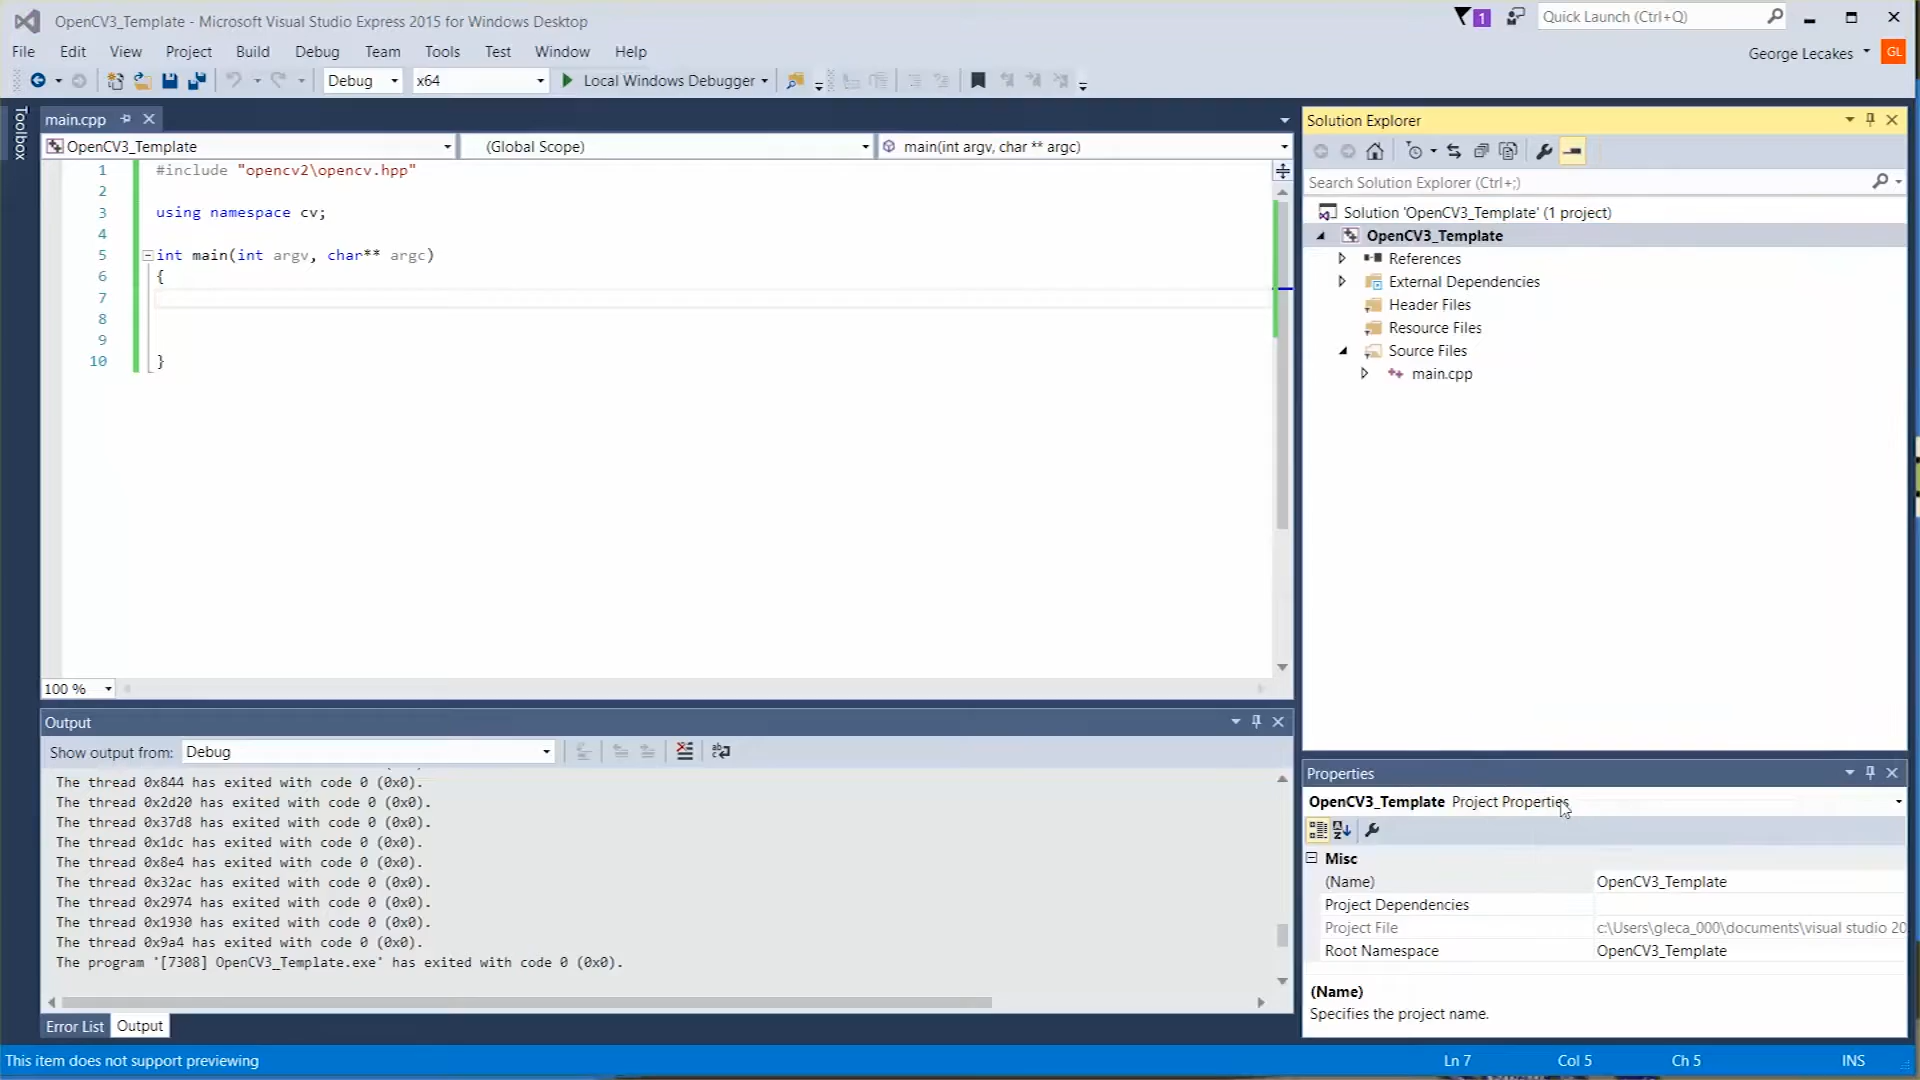 OpenCV3_Template - Microsoft Visual Studio Express 2015 for Windows Desktop
1
Quick Launch (Ctrl+Q)
File Edit View Project Build Debug Team Tools Test Window Help
George Lecakes GL
Debug x64 Local Windows Debugger
Toolbox
main.cpp
OpenCV3_Template (Global Scope) main(int argv, char ** argc)
1 #include "opencv2\opencv.hpp"
2
3 using namespace cv;
4
5 int main(int argv, char** argc)
6 {
7
8
9
10 }
100 %
Output
Show output from: Debug
The thread 0x844 has exited with code 0 (0x0).
The thread 0x2d20 has exited with code 0 (0x0).
The thread 0x37d8 has exited with code 0 (0x0).
The thread 0x1dc has exited with code 0 (0x0).
The thread 0x8e4 has exited with code 0 (0x0).
The thread 0x32ac has exited with code 0 (0x0).
The thread 0x2974 has exited with code 0 (0x0).
The thread 0x1930 has exited with code 0 (0x0).
The thread 0x9a4 has exited with code 0 (0x0).
The program '[7308] OpenCV3_Template.exe' has exited with code 0 (0x0).
Error List Output
Solution Explorer
Search Solution Explorer (Ctrl+;)
Solution 'OpenCV3_Template' (1 project)
OpenCV3_Template
References
External Dependencies
Header Files
Resource Files
Source Files
main.cpp
Properties
OpenCV3_Template Project Properties
Misc
(Name) OpenCV3_Template
Project Dependencies
Project File c:\Users\gleca_000\documents\visual studio 20
Root Namespace OpenCV3_Template
(Name)
Specifies the project name.
This item does not support previewing Ln 7 Col 5 Ch 5 INS